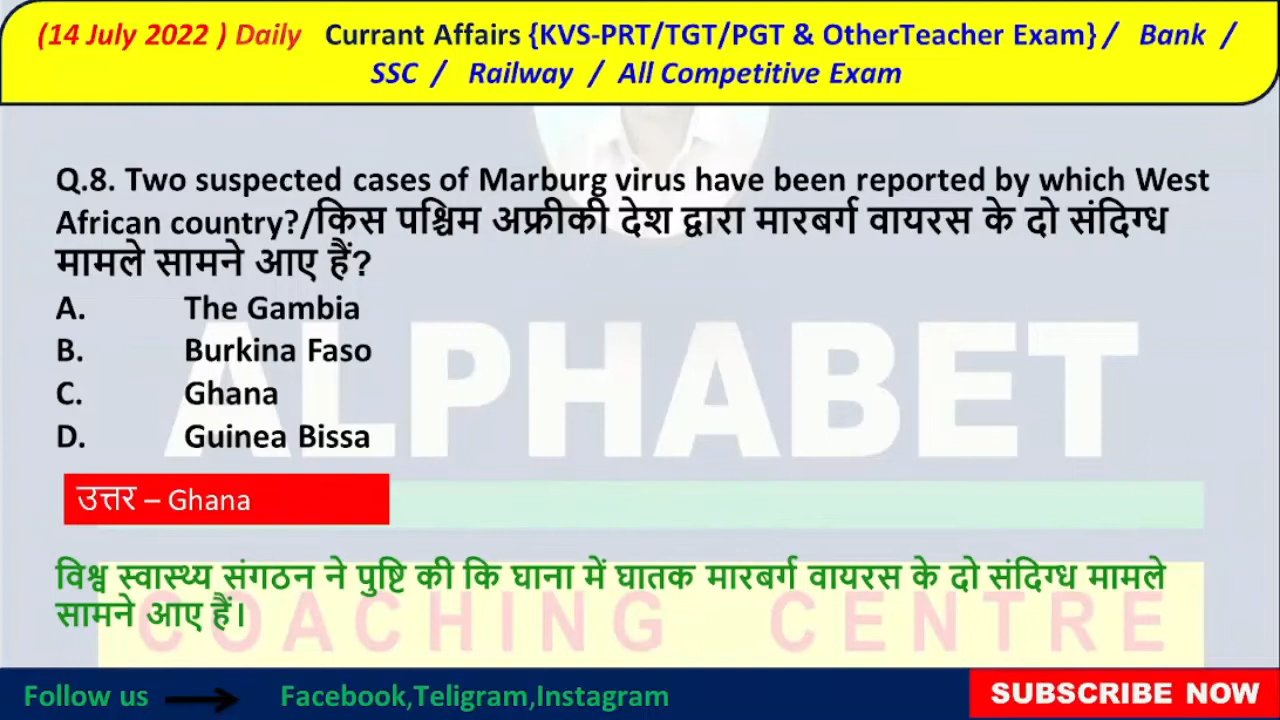 (14 July 2022 ) Daily Currant Affairs {KVS-PRT/TGT/PGT & OtherTeacher Exam} / Bank /
SSC / Railway / All Competitive Exam
Q.8. Two suspected cases of Marburg virus have been reported by which West
African country?/किस पश्चिम अफ्रीकी देश द्वारा मारबर्ग वायरस के दो संदिग्ध
मामले सामने आए हैं?
A. The Gambia
B. Burkina Faso
C. Ghana
D. Guinea Bissa
ALPHABET
उत्तर – Ghana
विश्व स्वास्थ्य संगठन ने पुष्टि की कि घाना में घातक मारबर्ग वायरस के दो संदिग्ध मामले
सामने आए हैं।
COACHING CENTRE
Follow us Facebook,Teligram,Instagram
SUBSCRIBE NOW